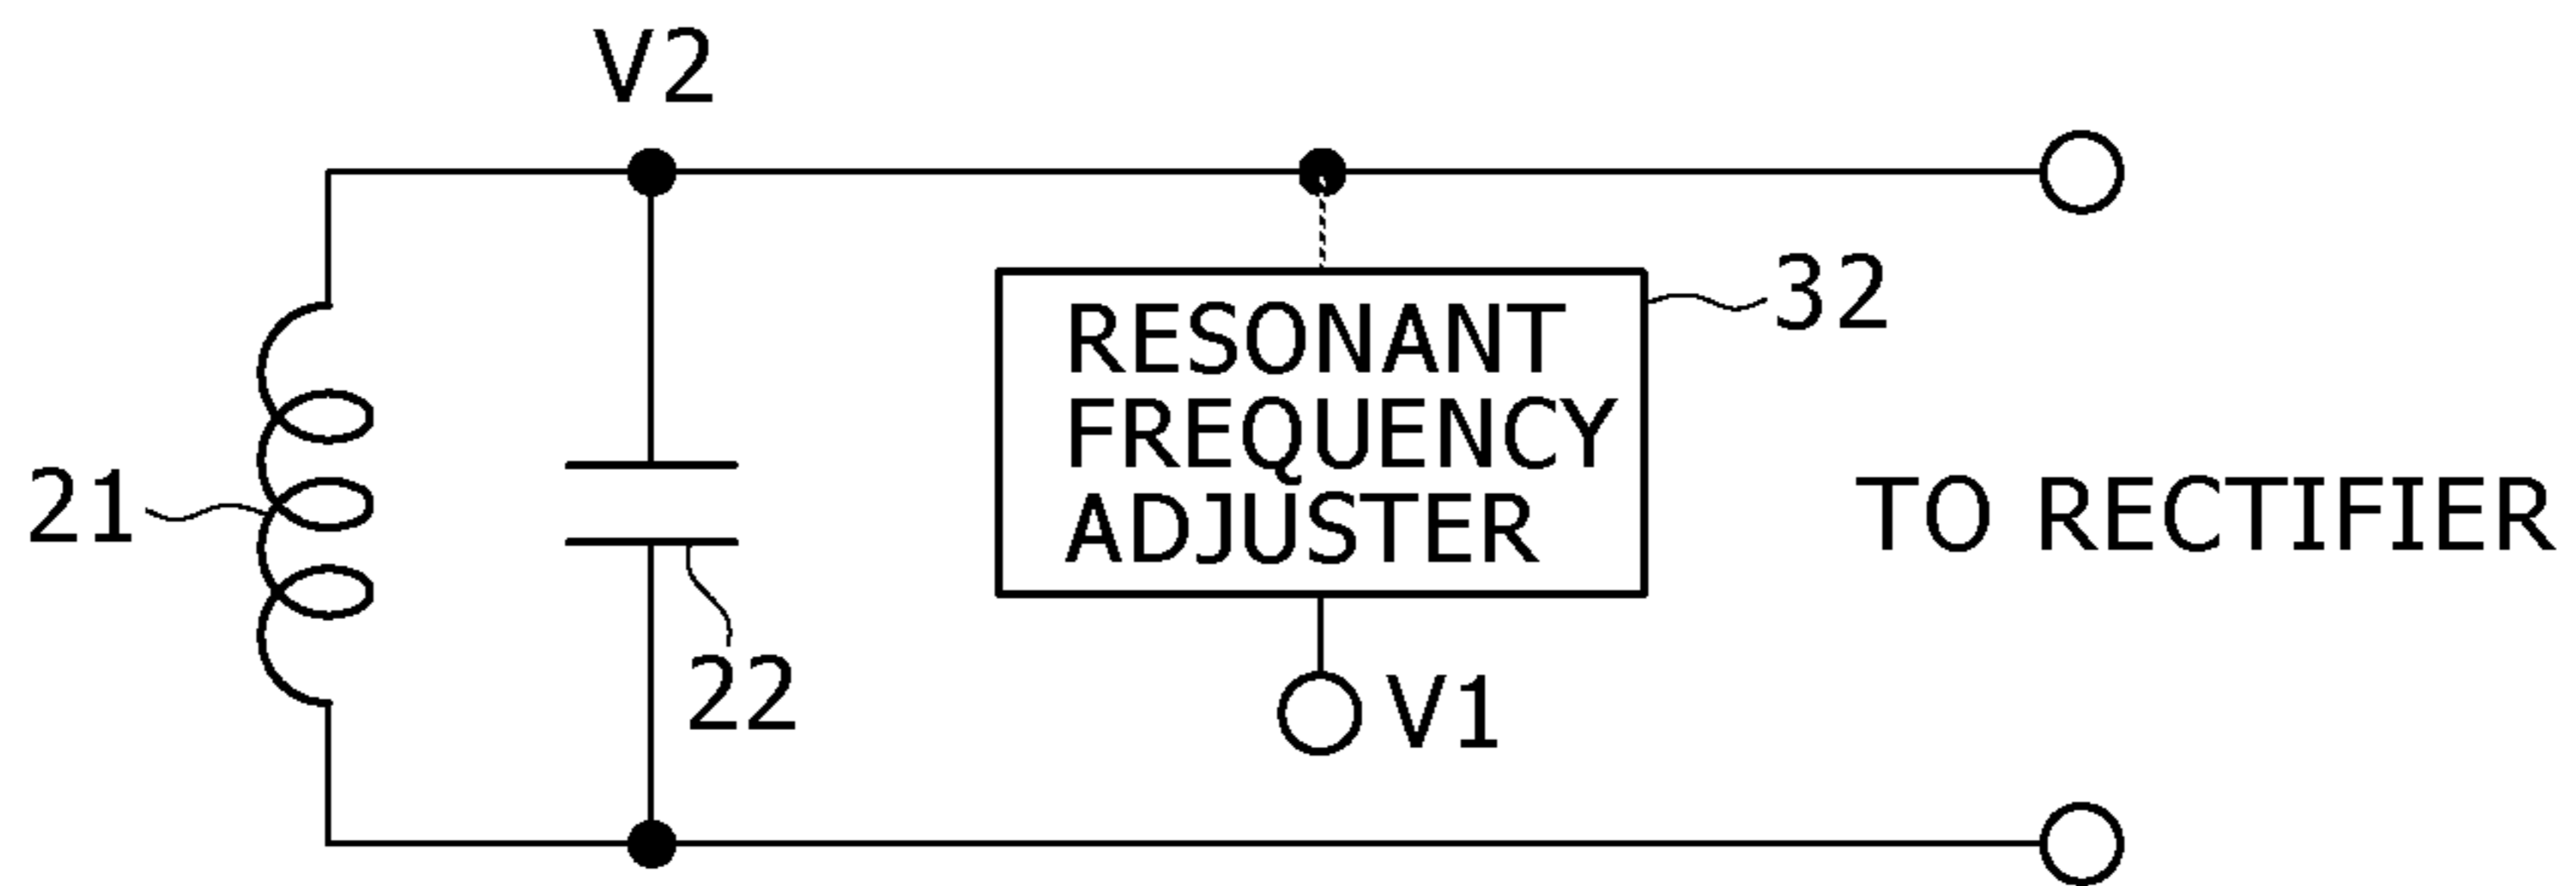 V2
32
RESONANT
FREQUENCY
ADJUSTER
21
TO RECTIFIER
22
V1